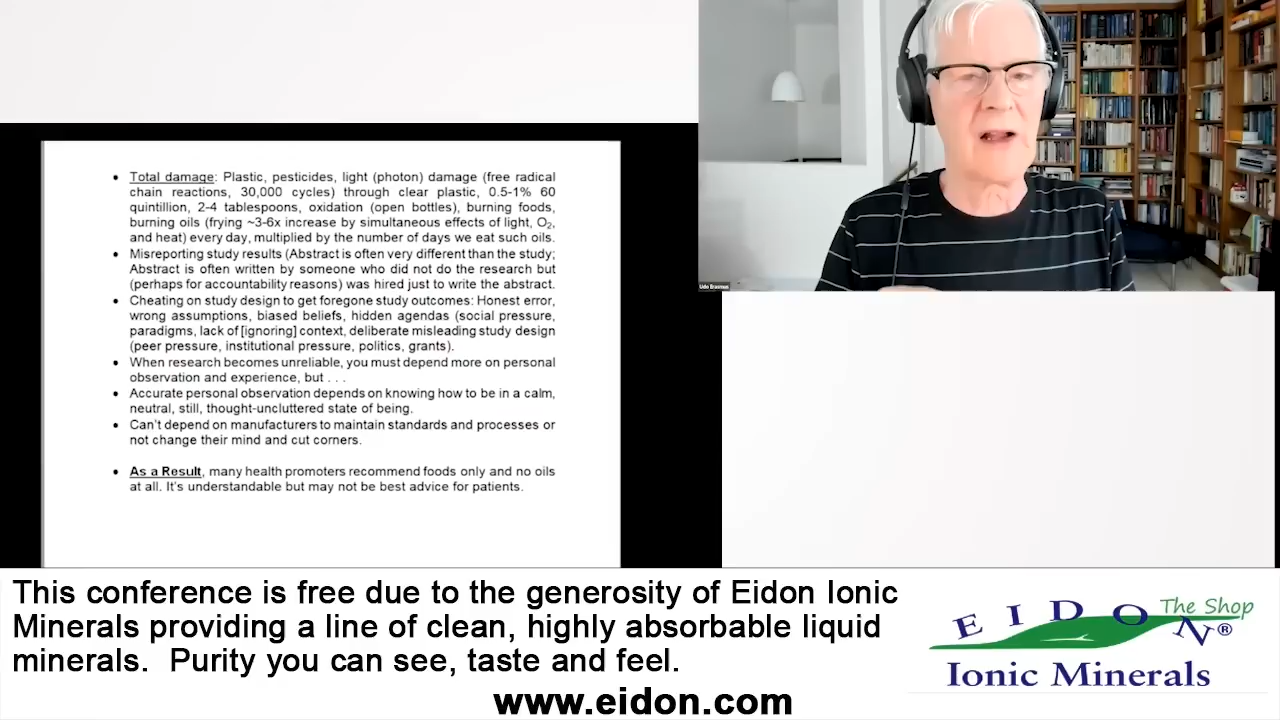 • Total damage: Plastic, pesticides, light (photon) damage (free radical
chain reactions, 30,000 cycles) through clear plastic, 0.5-1% 60
quintillion, 2-4 tablespoons, oxidation (open bottles), burning foods,
burning oils (frying ~3-6x increase by simultaneous effects of light, O₂,
and heat) every day, multiplied by the number of days we eat such oils.
• Misreporting study results (Abstract is often very different than the study;
Abstract is often written by someone who did not do the research but
(perhaps for accountability reasons) was hired just to write the abstract.
• Cheating on study design to get foregone study outcomes: Honest error,
wrong assumptions, biased beliefs, hidden agendas (social pressure,
paradigms, lack of [ignoring] context, deliberate misleading study design
(peer pressure, institutional pressure, politics, grants).
• When research becomes unreliable, you must depend more on personal
observation and experience, but . . .
• Accurate personal observation depends on knowing how to be in a calm,
neutral, still, thought-uncluttered state of being.
• Can't depend on manufacturers to maintain standards and processes or
not change their mind and cut corners.
• As a Result, many health promoters recommend foods only and no oils
at all. It's understandable but may not be best advice for patients.
Udo Erasmus
This conference is free due to the generosity of Eidon Ionic
Minerals providing a line of clean, highly absorbable liquid
minerals. Purity you can see, taste and feel.
www.eidon.com
EIDON® The Shop
Ionic Minerals